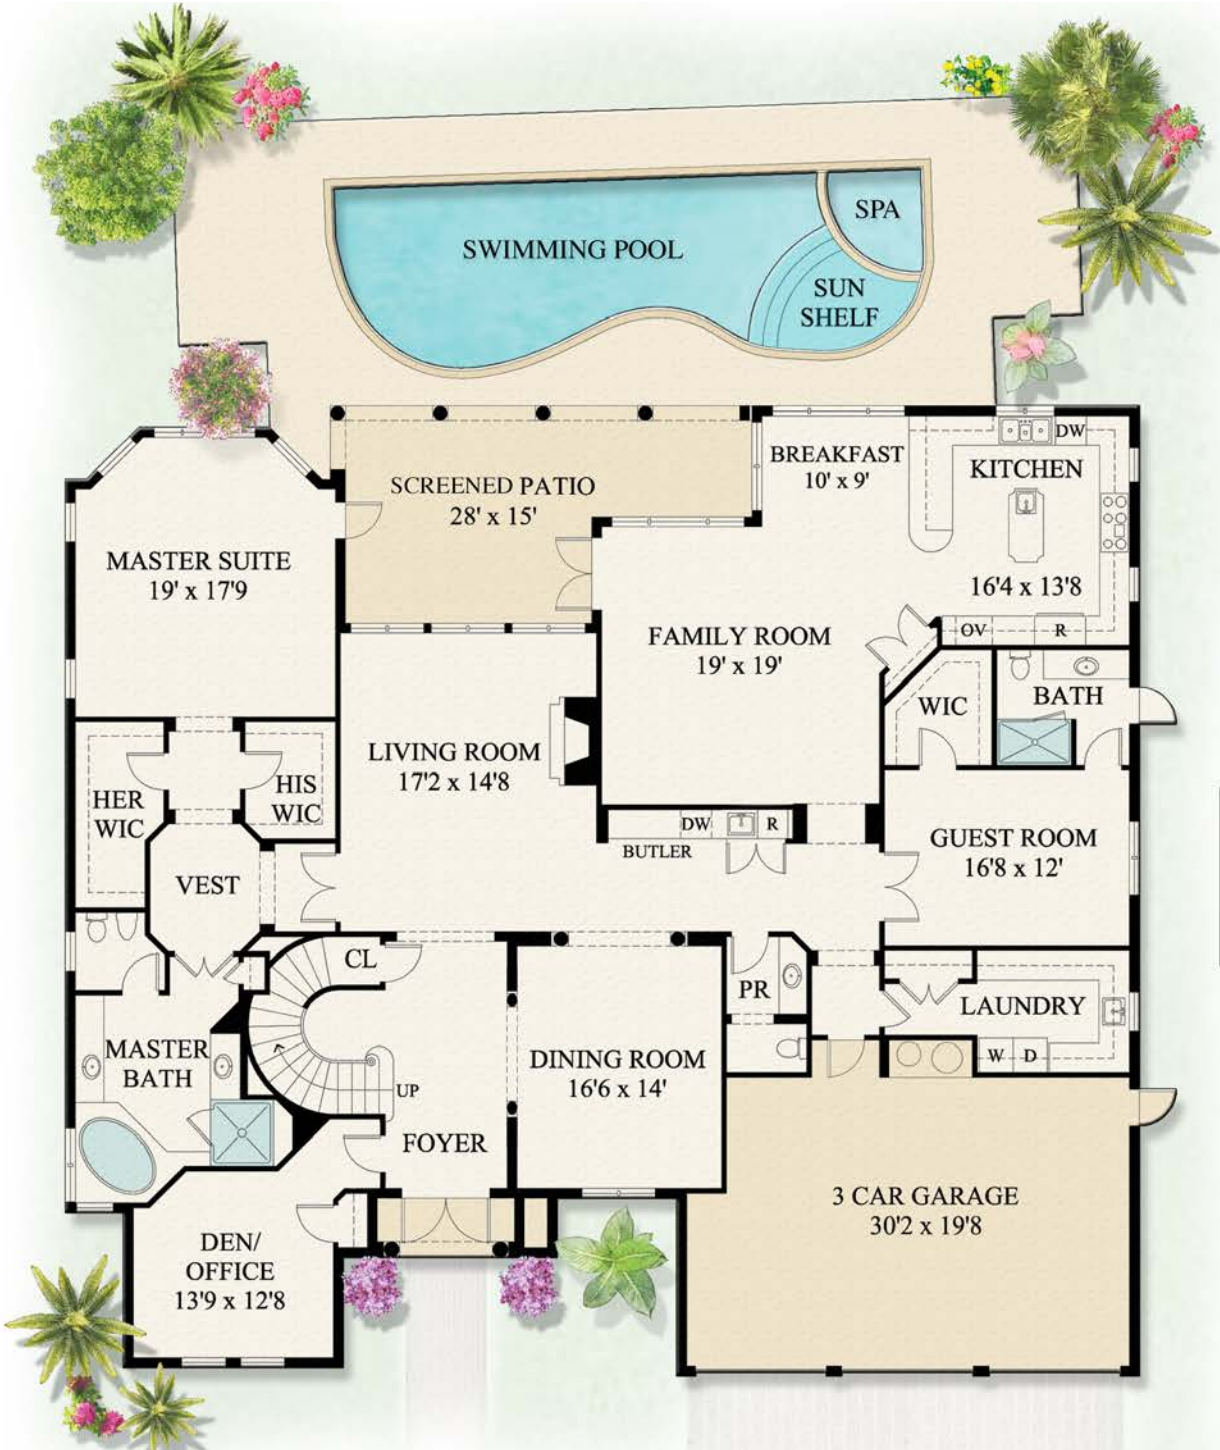 SPA
SWIMMING POOL
SUN
SHELF
DW
BREAKFAST
10' x 9'
KITCHEN
SCREENED PATIO
28' x 15'
MASTER SUITE
19' x 17'9
16'4 x 13'8
OV
R
FAMILY ROOM
19' x 19'
WIC
BATH
LIVING ROOM
17'2 x 14'8
HER
WIC
HIS
WIC
DW
R
BUTLER
GUEST ROOM
16'8 x 12'
VEST
CL
PR
LAUNDRY
MASTER
BATH
DINING ROOM
16'6 x 14'
W
D
UP
FOYER
3 CAR GARAGE
30'2 x 19'8
DEN/
OFFICE
13'9 x 12'8